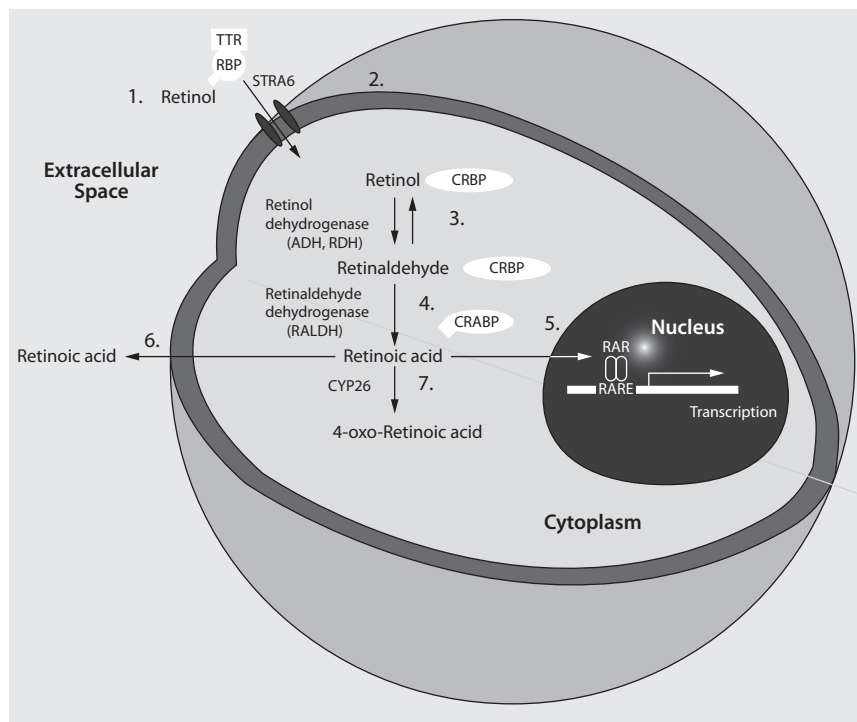 TTR
RBP
STRA6
1. Retinol
2.
Extracellular
Space
Retinol
CRBP
Retinol
dehydrogenase
(ADH, RDH)
3.
Retinaldehyde
CRBP
Retinaldehyde
dehydrogenase
(RALDH)
4.
CRABP
5.
Nucleus
RAR
RARE
Transcription
6.
Retinoic acid
Retinoic acid
CYP26
7.
4-oxo-Retinoic acid
Cytoplasm